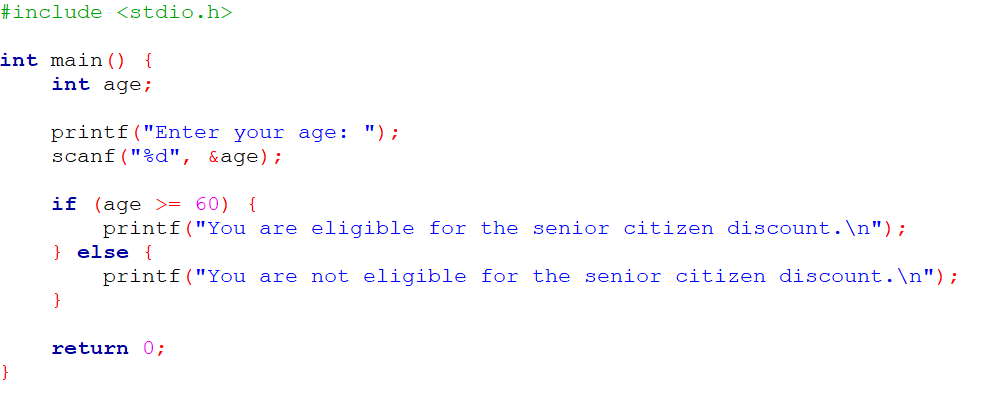 #include <stdio.h>
int main() {
    int age;
    printf("Enter your age: ");
    scanf("%d", &age);
    if (age >= 60) {
        printf("You are eligible for the senior citizen discount.\n");
    } else {
        printf("You are not eligible for the senior citizen discount.\n");
    }
    return 0;
}